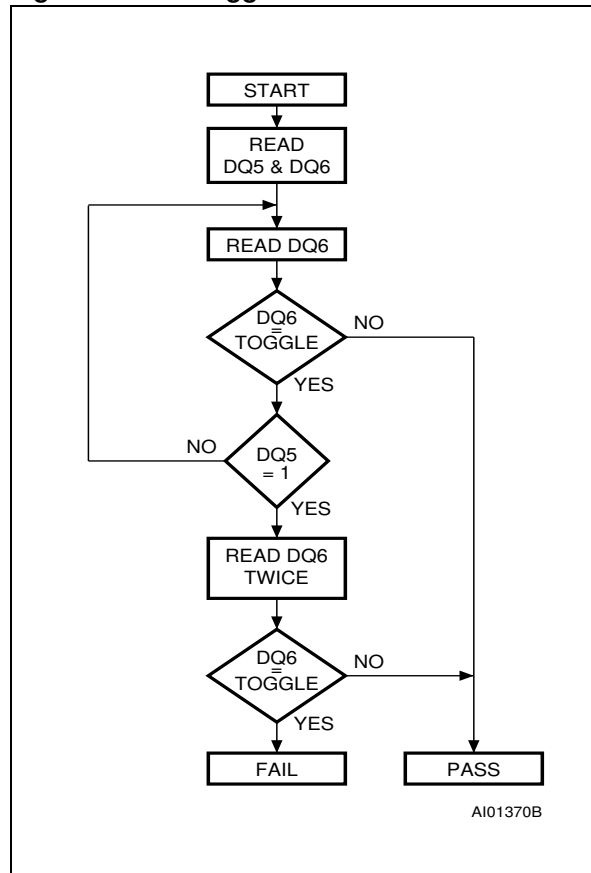 START
READ
DQ5 & DQ6
READ DQ6
DQ6
=
TOGGLE
NO
YES
NO
DQ5
= 1
YES
READ DQ6
TWICE
DQ6
=
TOGGLE
NO
YES
FAIL
PASS
AI01370B